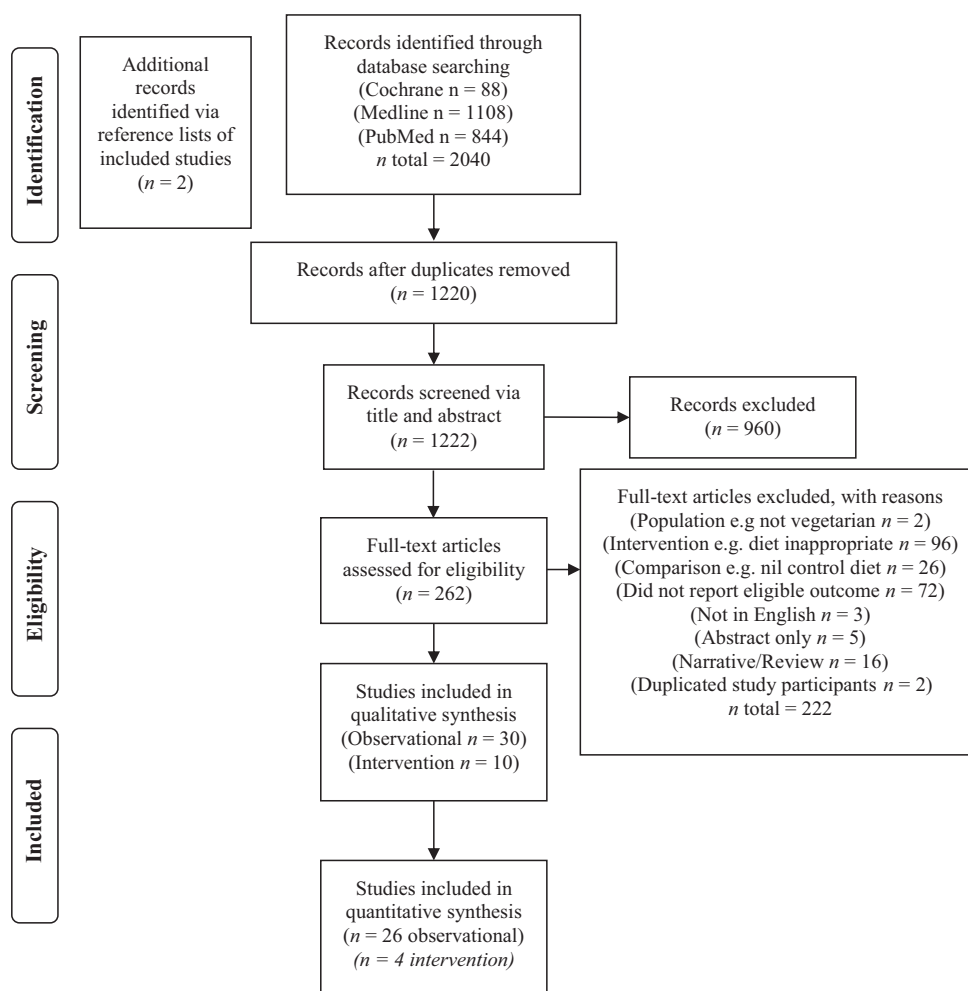 Identification
Additional
records
identified via
reference lists of
included studies
(n = 2)
Records identified through
database searching
(Cochrane n = 88)
(Medline n = 1108)
(PubMed n = 844)
n total = 2040
Records after duplicates removed
(n = 1220)
Screening
Records screened via
title and abstract
(n = 1222)
Records excluded
(n = 960)
Eligibility
Full-text articles
assessed for eligibility
(n = 262)
Full-text articles excluded, with reasons
(Population e.g not vegetarian n = 2)
(Intervention e.g. diet inappropriate n = 96)
(Comparison e.g. nil control diet n = 26)
(Did not report eligible outcome n = 72)
(Not in English n = 3)
(Abstract only n = 5)
(Narrative/Review n = 16)
(Duplicated study participants n = 2)
n total = 222
Studies included in
qualitative synthesis
(Observational n = 30)
(Intervention n = 10)
Included
Studies included in
quantitative synthesis
(n = 26 observational)
(n = 4 intervention)